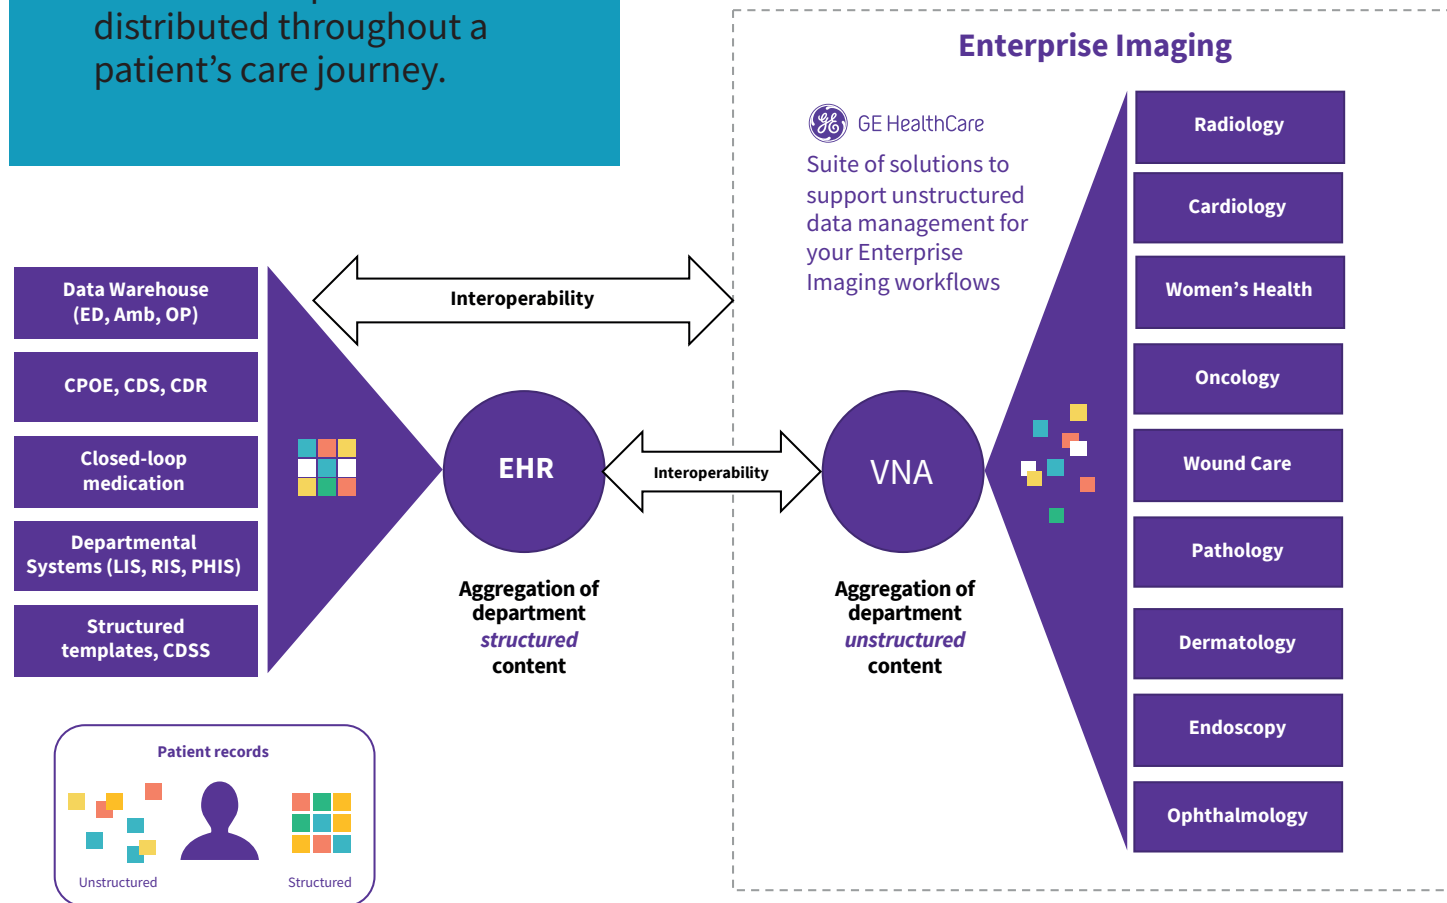 distributed throughout a
patient’s care journey.
Enterprise Imaging
GE HealthCare
Suite of solutions to
support unstructured
data management for
your Enterprise
Imaging workflows
Radiology
Cardiology
Women’s Health
Oncology
Wound Care
Pathology
Dermatology
Endoscopy
Ophthalmology
Data Warehouse
(ED, Amb, OP)
CPOE, CDS, CDR
Closed-loop
medication
Departmental
Systems (LIS, RIS, PHIS)
Structured
templates, CDSS
Interoperability
EHR
Interoperability
VNA
Aggregation of
department
structured
content
Aggregation of
department
unstructured
content
Patient records
Unstructured
Structured